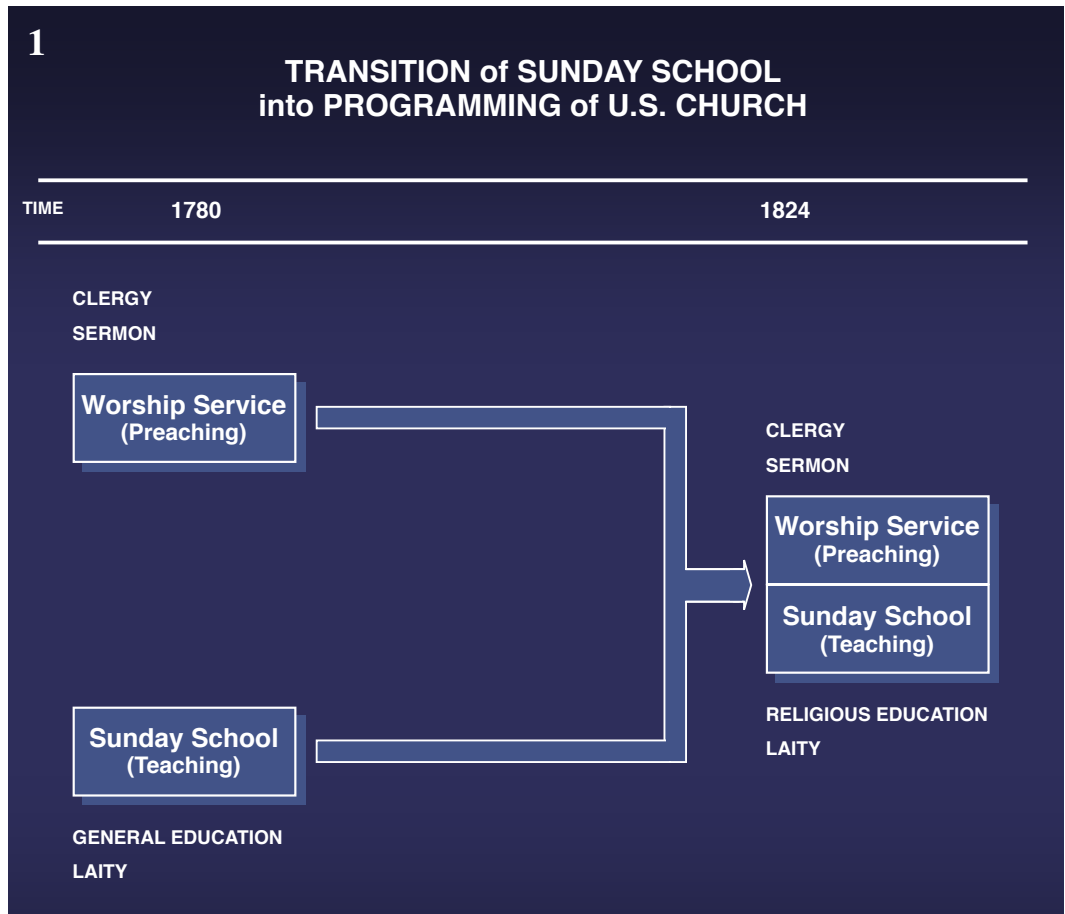 1
TRANSITION of SUNDAY SCHOOL
into PROGRAMMING of U.S. CHURCH
TIME 1780 1824
CLERGY
SERMON
Worship Service
(Preaching)
Sunday School
(Teaching)
GENERAL EDUCATION
LAITY
CLERGY
SERMON
Worship Service
(Preaching)
Sunday School
(Teaching)
RELIGIOUS EDUCATION
LAITY